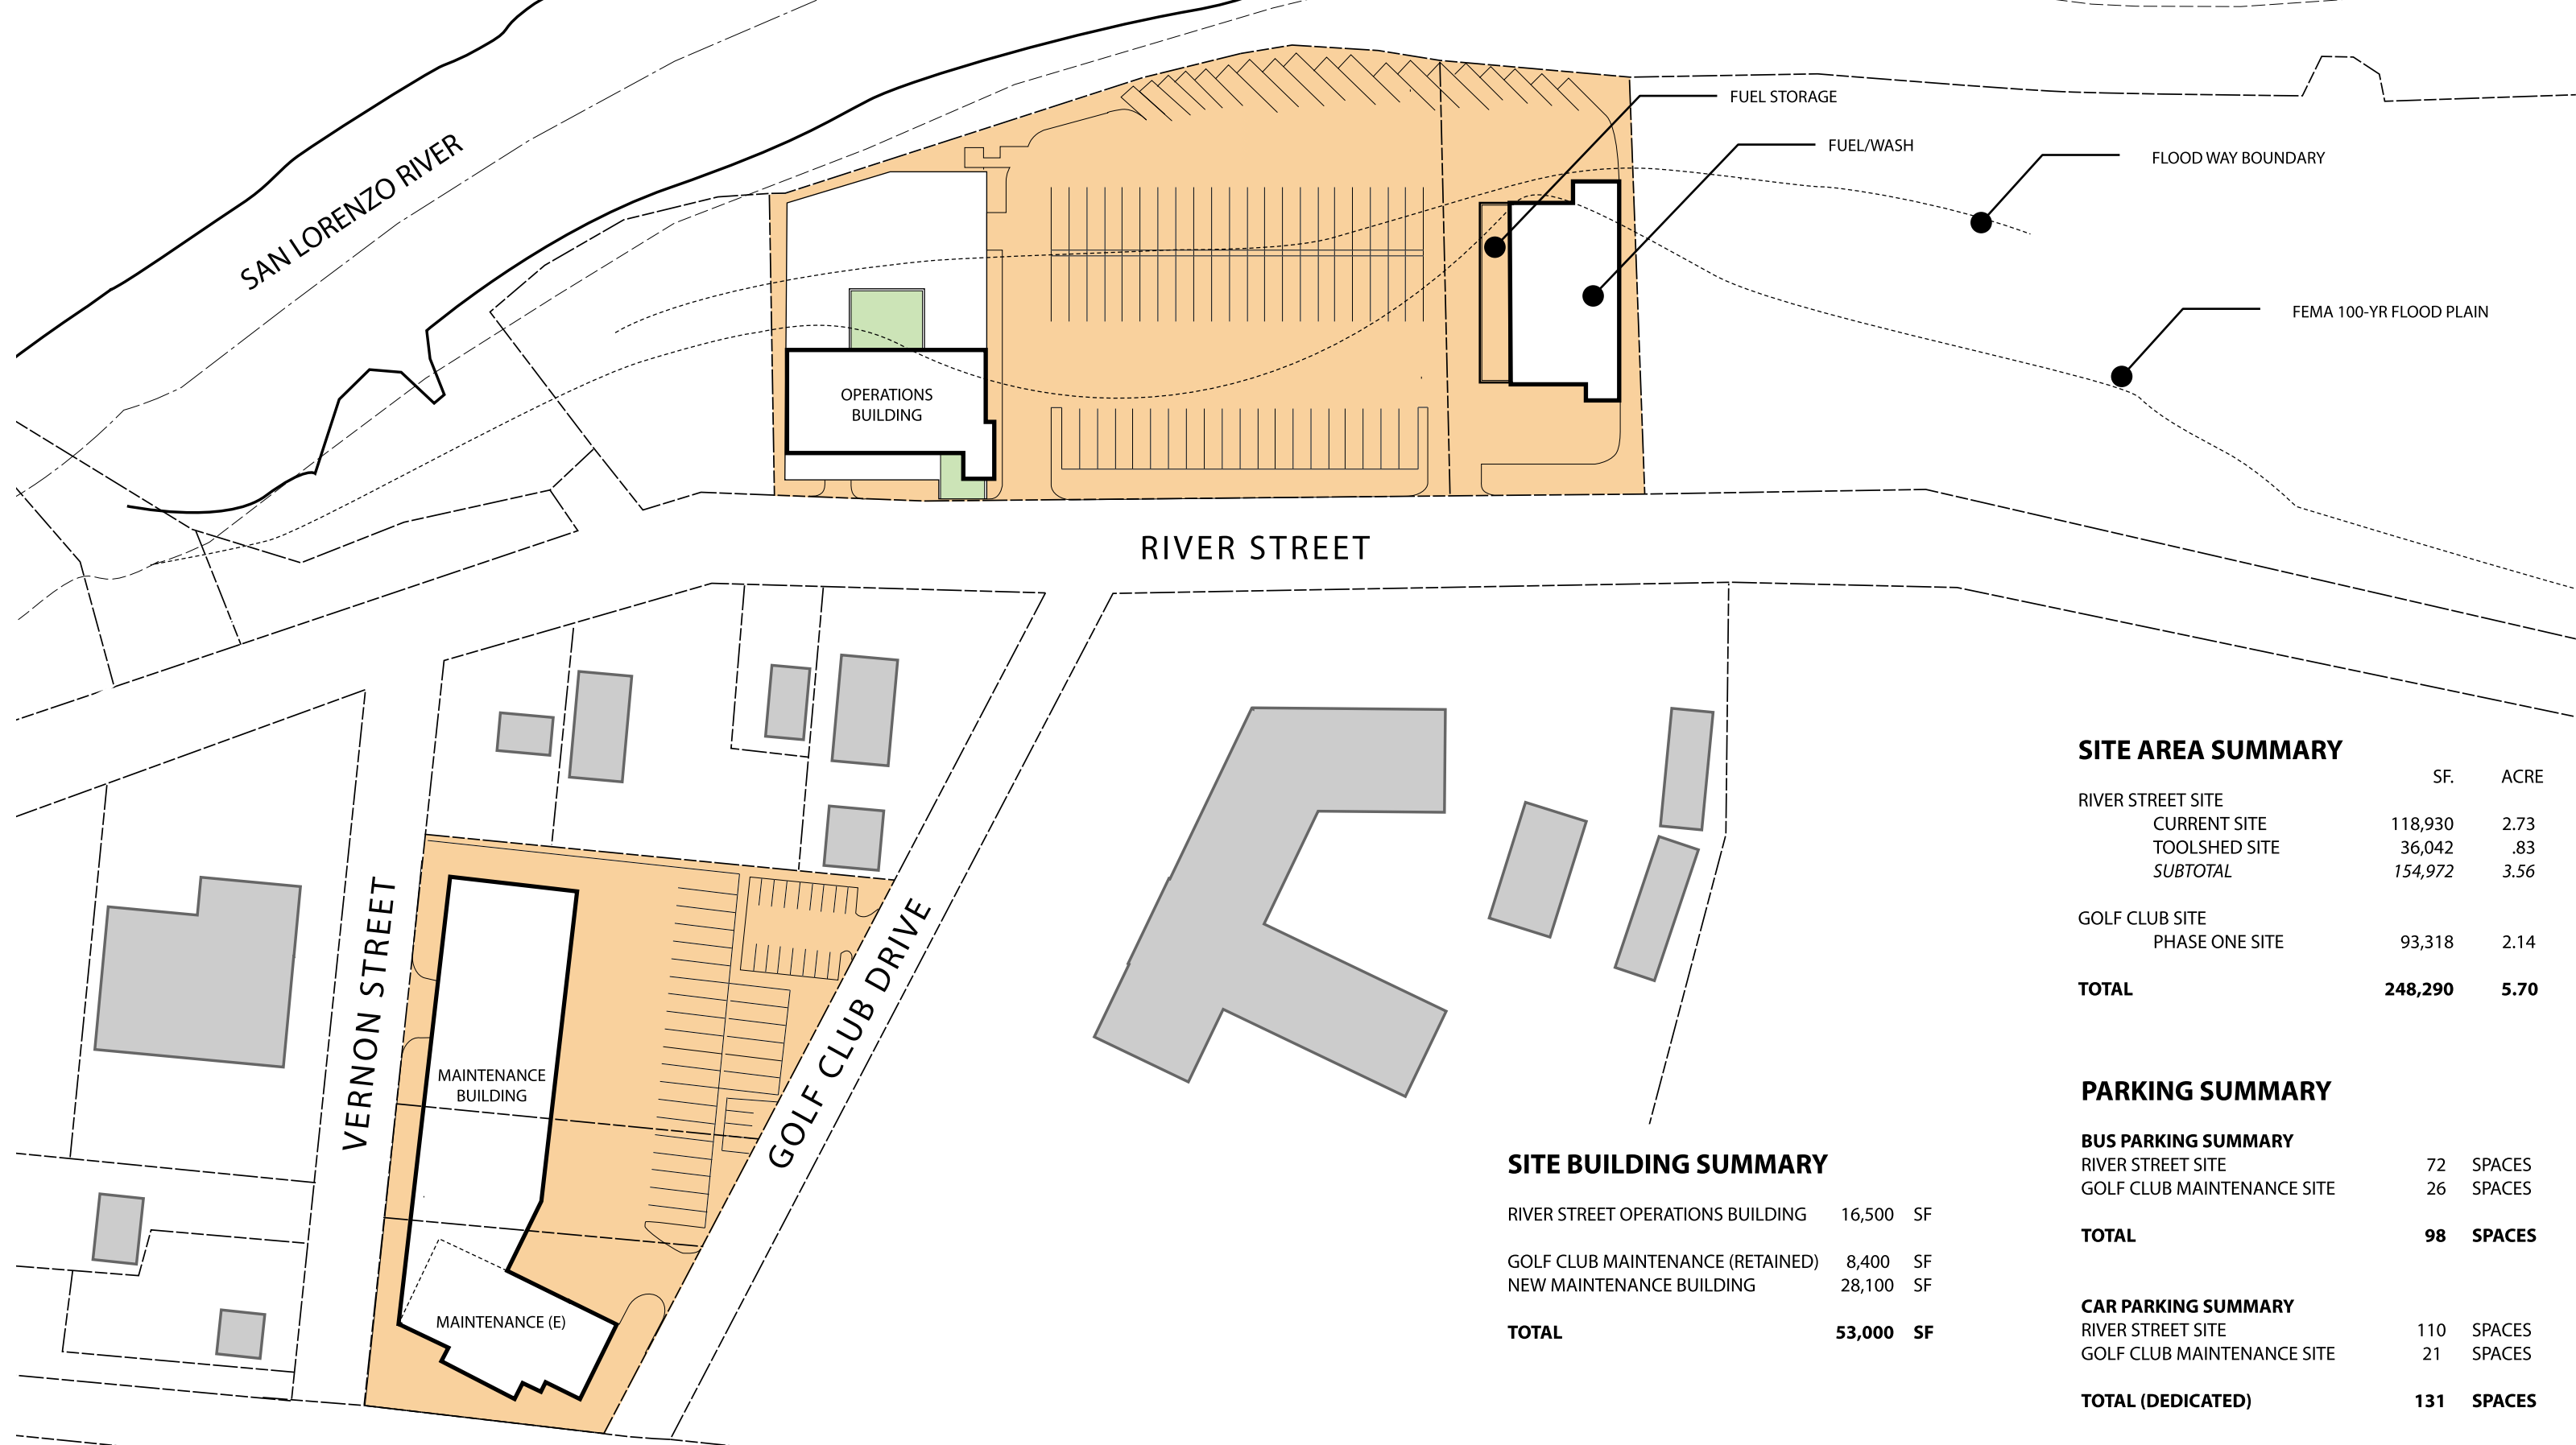 FUEL STORAGE
FUEL/WASH
FLOOD WAY BOUNDARY
SAN LORENZO RIVER
FEMA 100-YR FLOOD PLAIN
OPERATIONS
BUILDING
RIVER STREET
VERNON STREET
GOLF CLUB DRIVE
MAINTENANCE
BUILDING
MAINTENANCE (E)
SITE AREA SUMMARY
SF. ACRE
RIVER STREET SITE
CURRENT SITE 118,930 2.73
TOOLSHED SITE 36,042 .83
SUBTOTAL 154,972 3.56
GOLF CLUB SITE
PHASE ONE SITE 93,318 2.14
TOTAL 248,290 5.70
SITE BUILDING SUMMARY
RIVER STREET OPERATIONS BUILDING 16,500 SF
GOLF CLUB MAINTENANCE (RETAINED) 8,400 SF
NEW MAINTENANCE BUILDING 28,100 SF
TOTAL 53,000 SF
PARKING SUMMARY
BUS PARKING SUMMARY
RIVER STREET SITE 72 SPACES
GOLF CLUB MAINTENANCE SITE 26 SPACES
TOTAL 98 SPACES
CAR PARKING SUMMARY
RIVER STREET SITE 110 SPACES
GOLF CLUB MAINTENANCE SITE 21 SPACES
TOTAL (DEDICATED) 131 SPACES